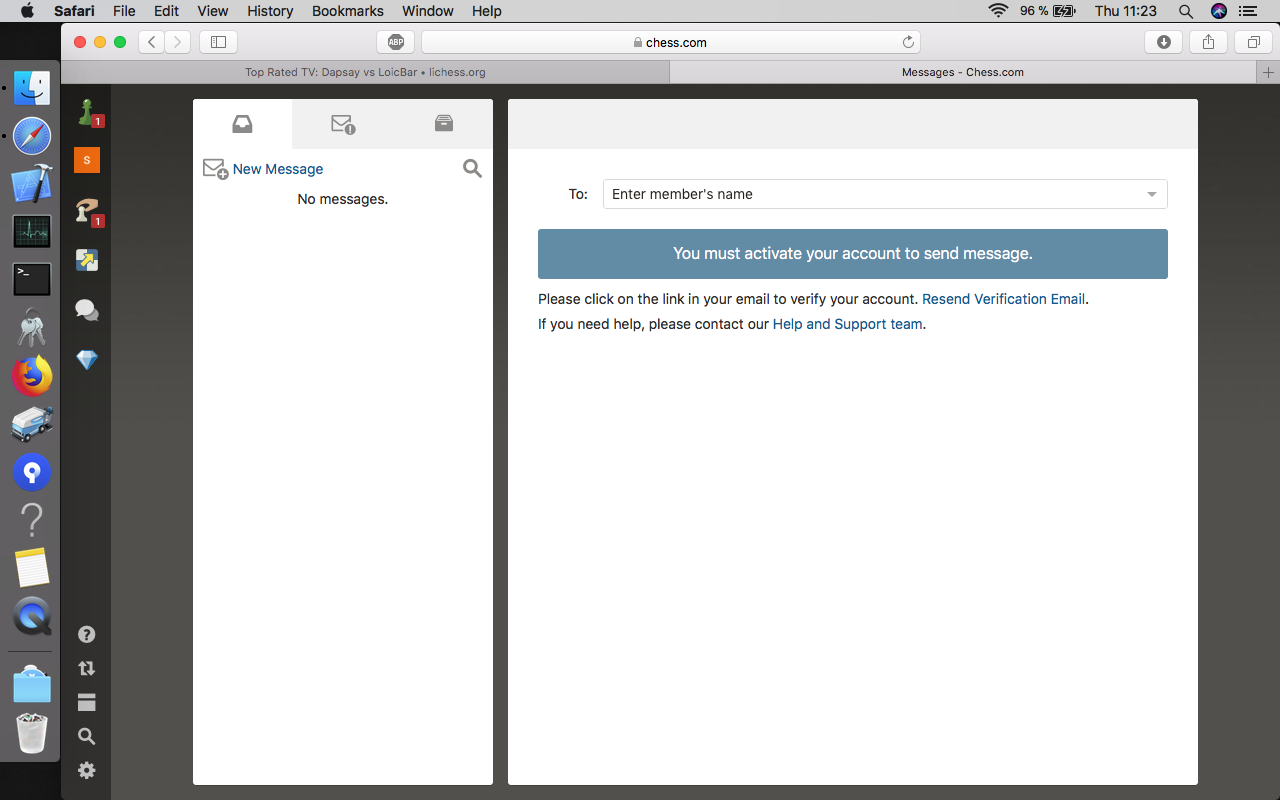 Safari File Edit View History Bookmarks Window Help 96 % Thu 11:23
ABP chess.com
Top Rated TV: Dapsay vs LoicBar • lichess.org Messages - Chess.com
1
S
1
New Message
No messages.
To: Enter member's name
You must activate your account to send message.
Please click on the link in your email to verify your account. Resend Verification Email.
If you need help, please contact our Help and Support team.
>_
?
?